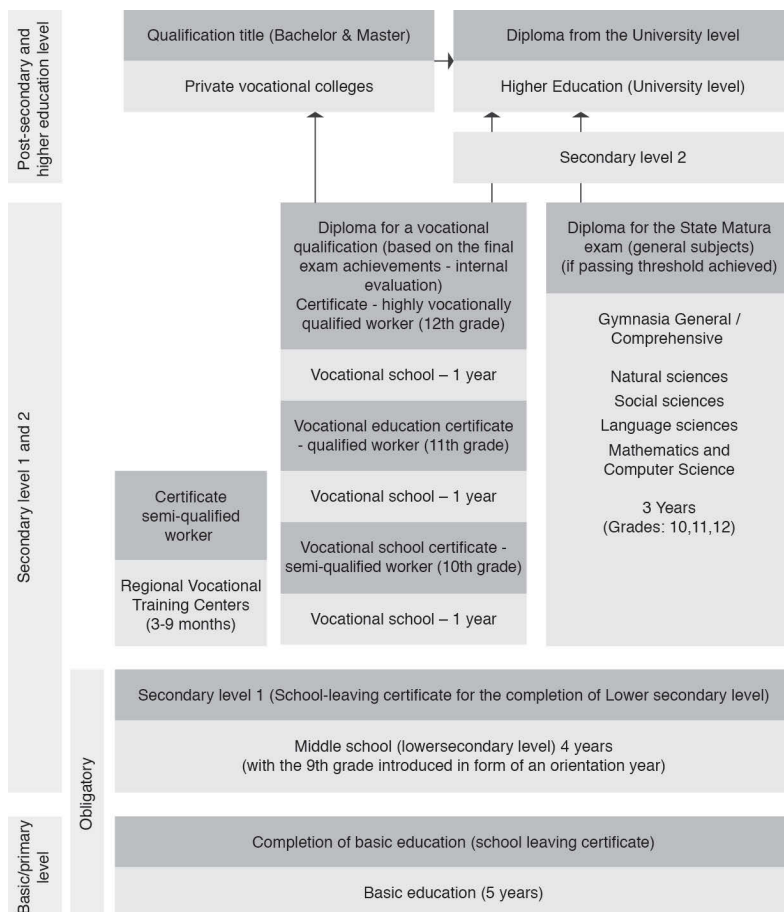 Post-secondary and
higher education level
Qualification title (Bachelor & Master)
Private vocational colleges
Diploma from the University level
Higher Education (University level)
Secondary level 2
Secondary level 1 and 2
Diploma for a vocational
qualification (based on the final
exam achievements - internal
evaluation)
Certificate - highly vocationally
qualified worker (12th grade)
Vocational school – 1 year
Vocational education certificate
- qualified worker (11th grade)
Vocational school – 1 year
Vocational school certificate -
semi-qualified worker (10th grade)
Vocational school – 1 year
Certificate
semi-qualified
worker
Regional Vocational
Training Centers
(3-9 months)
Diploma for the State Matura
exam (general subjects)
(if passing threshold achieved)
Gymnasia General /
Comprehensive
Natural sciences
Social sciences
Language sciences
Mathematics and
Computer Science
3 Years
(Grades: 10,11,12)
Obligatory
Secondary level 1 (School-leaving certificate for the completion of Lower secondary level)
Middle school (lowersecondary level) 4 years
(with the 9th grade introduced in form of an orientation year)
Basic/primary
level
Completion of basic education (school leaving certificate)
Basic education (5 years)